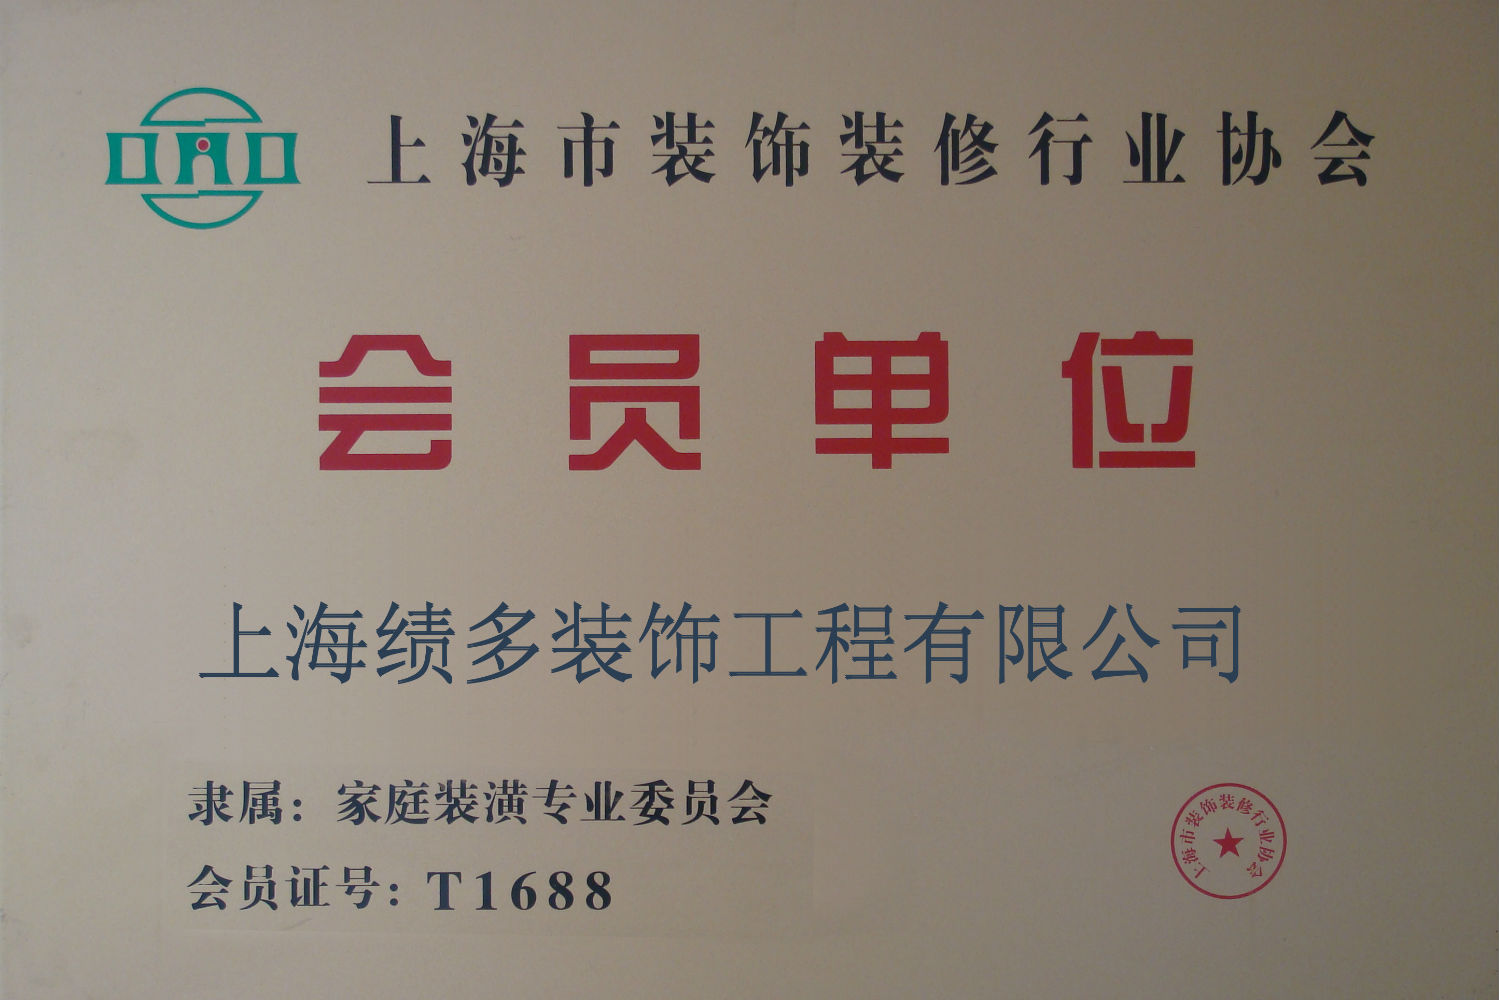 上海市装饰装修行业协会
会员单位
上海绩多装饰工程有限公司
隶属：家庭装潢专业委员会
会员证号：T1688
上海市装饰装修行业协会